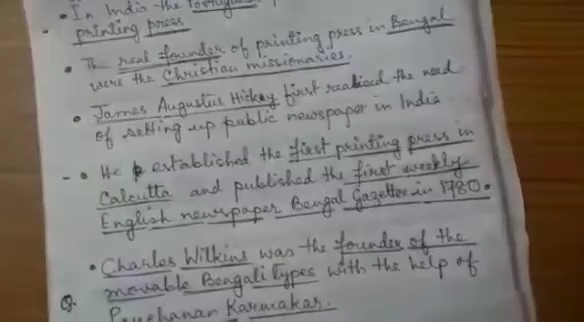 • In India the Portuguese
printing press
• The real founder of printing press in Bengal
were the Christian missionaries.
• James Augustus Hickey first realised the need
of setting up public newspaper in India.
- • He established the first printing press in
Calcutta and published the first weekly
English newspaper Bengal Gazettee in 1780.
• Charles Wilkins was the founder of the
Q. movable Bengali Types with the help of
Panchanan Karmakar.